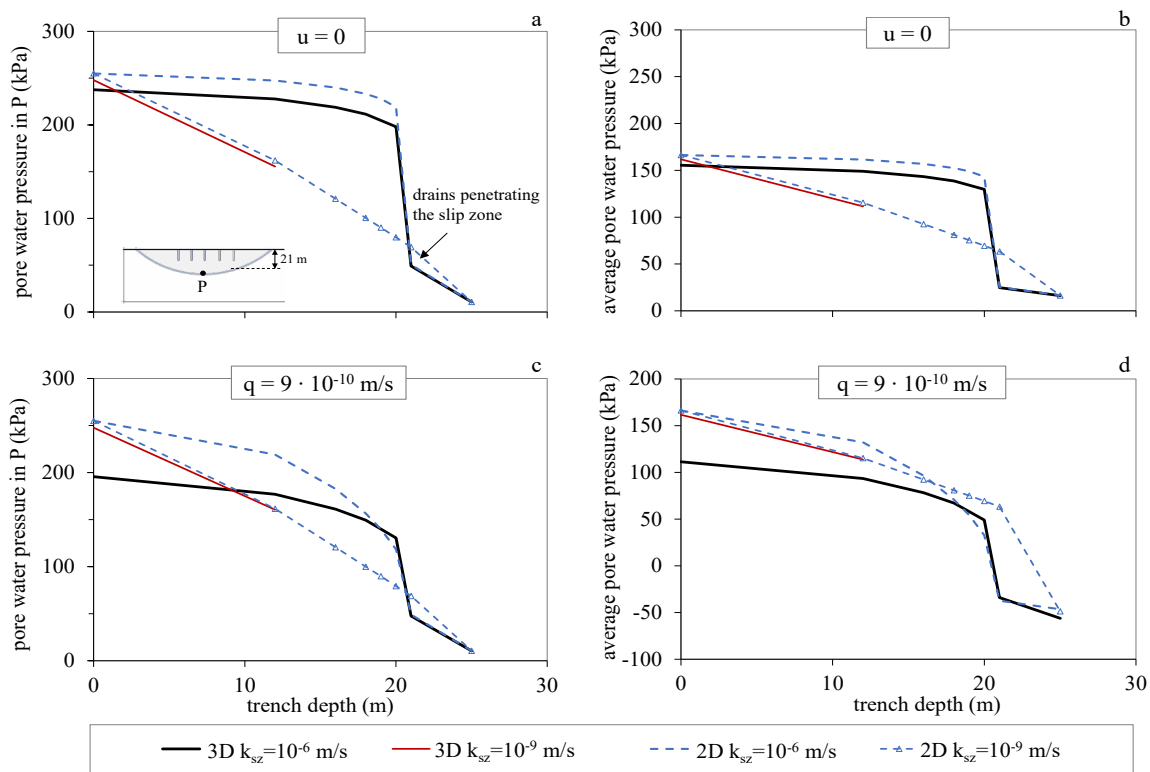 a
u = 0
pore water pressure in P (kPa)
300
200
100
0
drains penetrating
the slip zone
21 m
P
b
u = 0
average pore water pressure (kPa)
300
250
200
150
100
50
0
0 10 20 30
c
q = 9 · 10⁻¹⁰ m/s
pore water pressure in P (kPa)
300
200
100
0
0 10 20 30
trench depth (m)
d
q = 9 · 10⁻¹⁰ m/s
average pore water pressure (kPa)
200
150
100
50
0
-50
-100
0 10 20 30
trench depth (m)
3D kₛz=10⁻⁶ m/s 3D kₛz=10⁻⁹ m/s 2D kₛz=10⁻⁶ m/s 2D kₛz=10⁻⁹ m/s